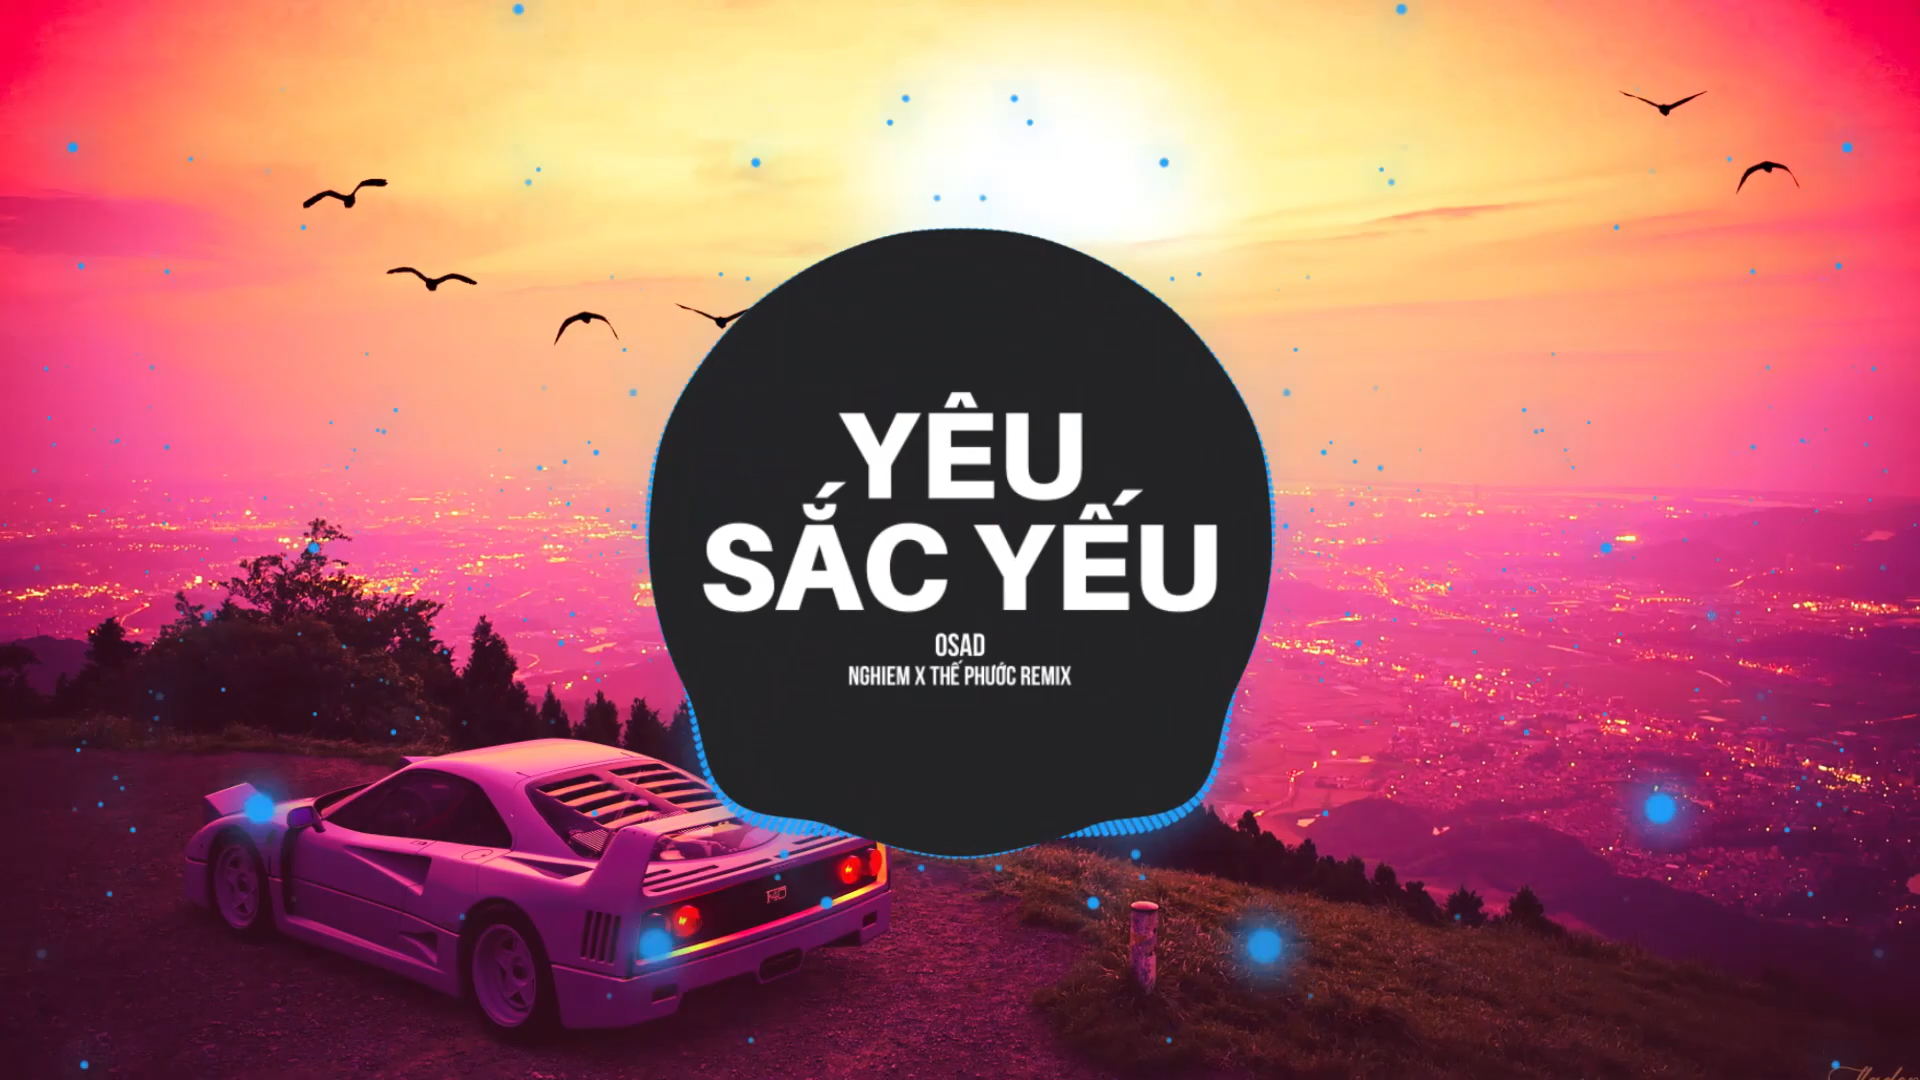 YÊU
SẮC YẾU
OSAD
NGHIEM X THẾ PHƯỚC REMIX